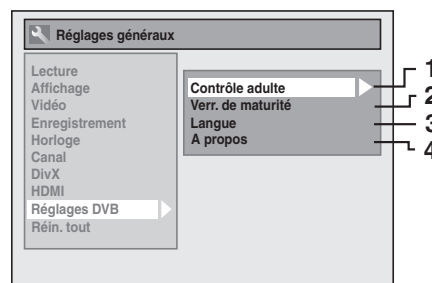 Réglages généraux
Lecture
Affichage
Vidéo
Enregistrement
Horloge
Canal
DivX
HDMI
Réglages DVB
Réin. tout
Contrôle adulte
Verr. de maturité
Langue
A propos
1
2
3
4